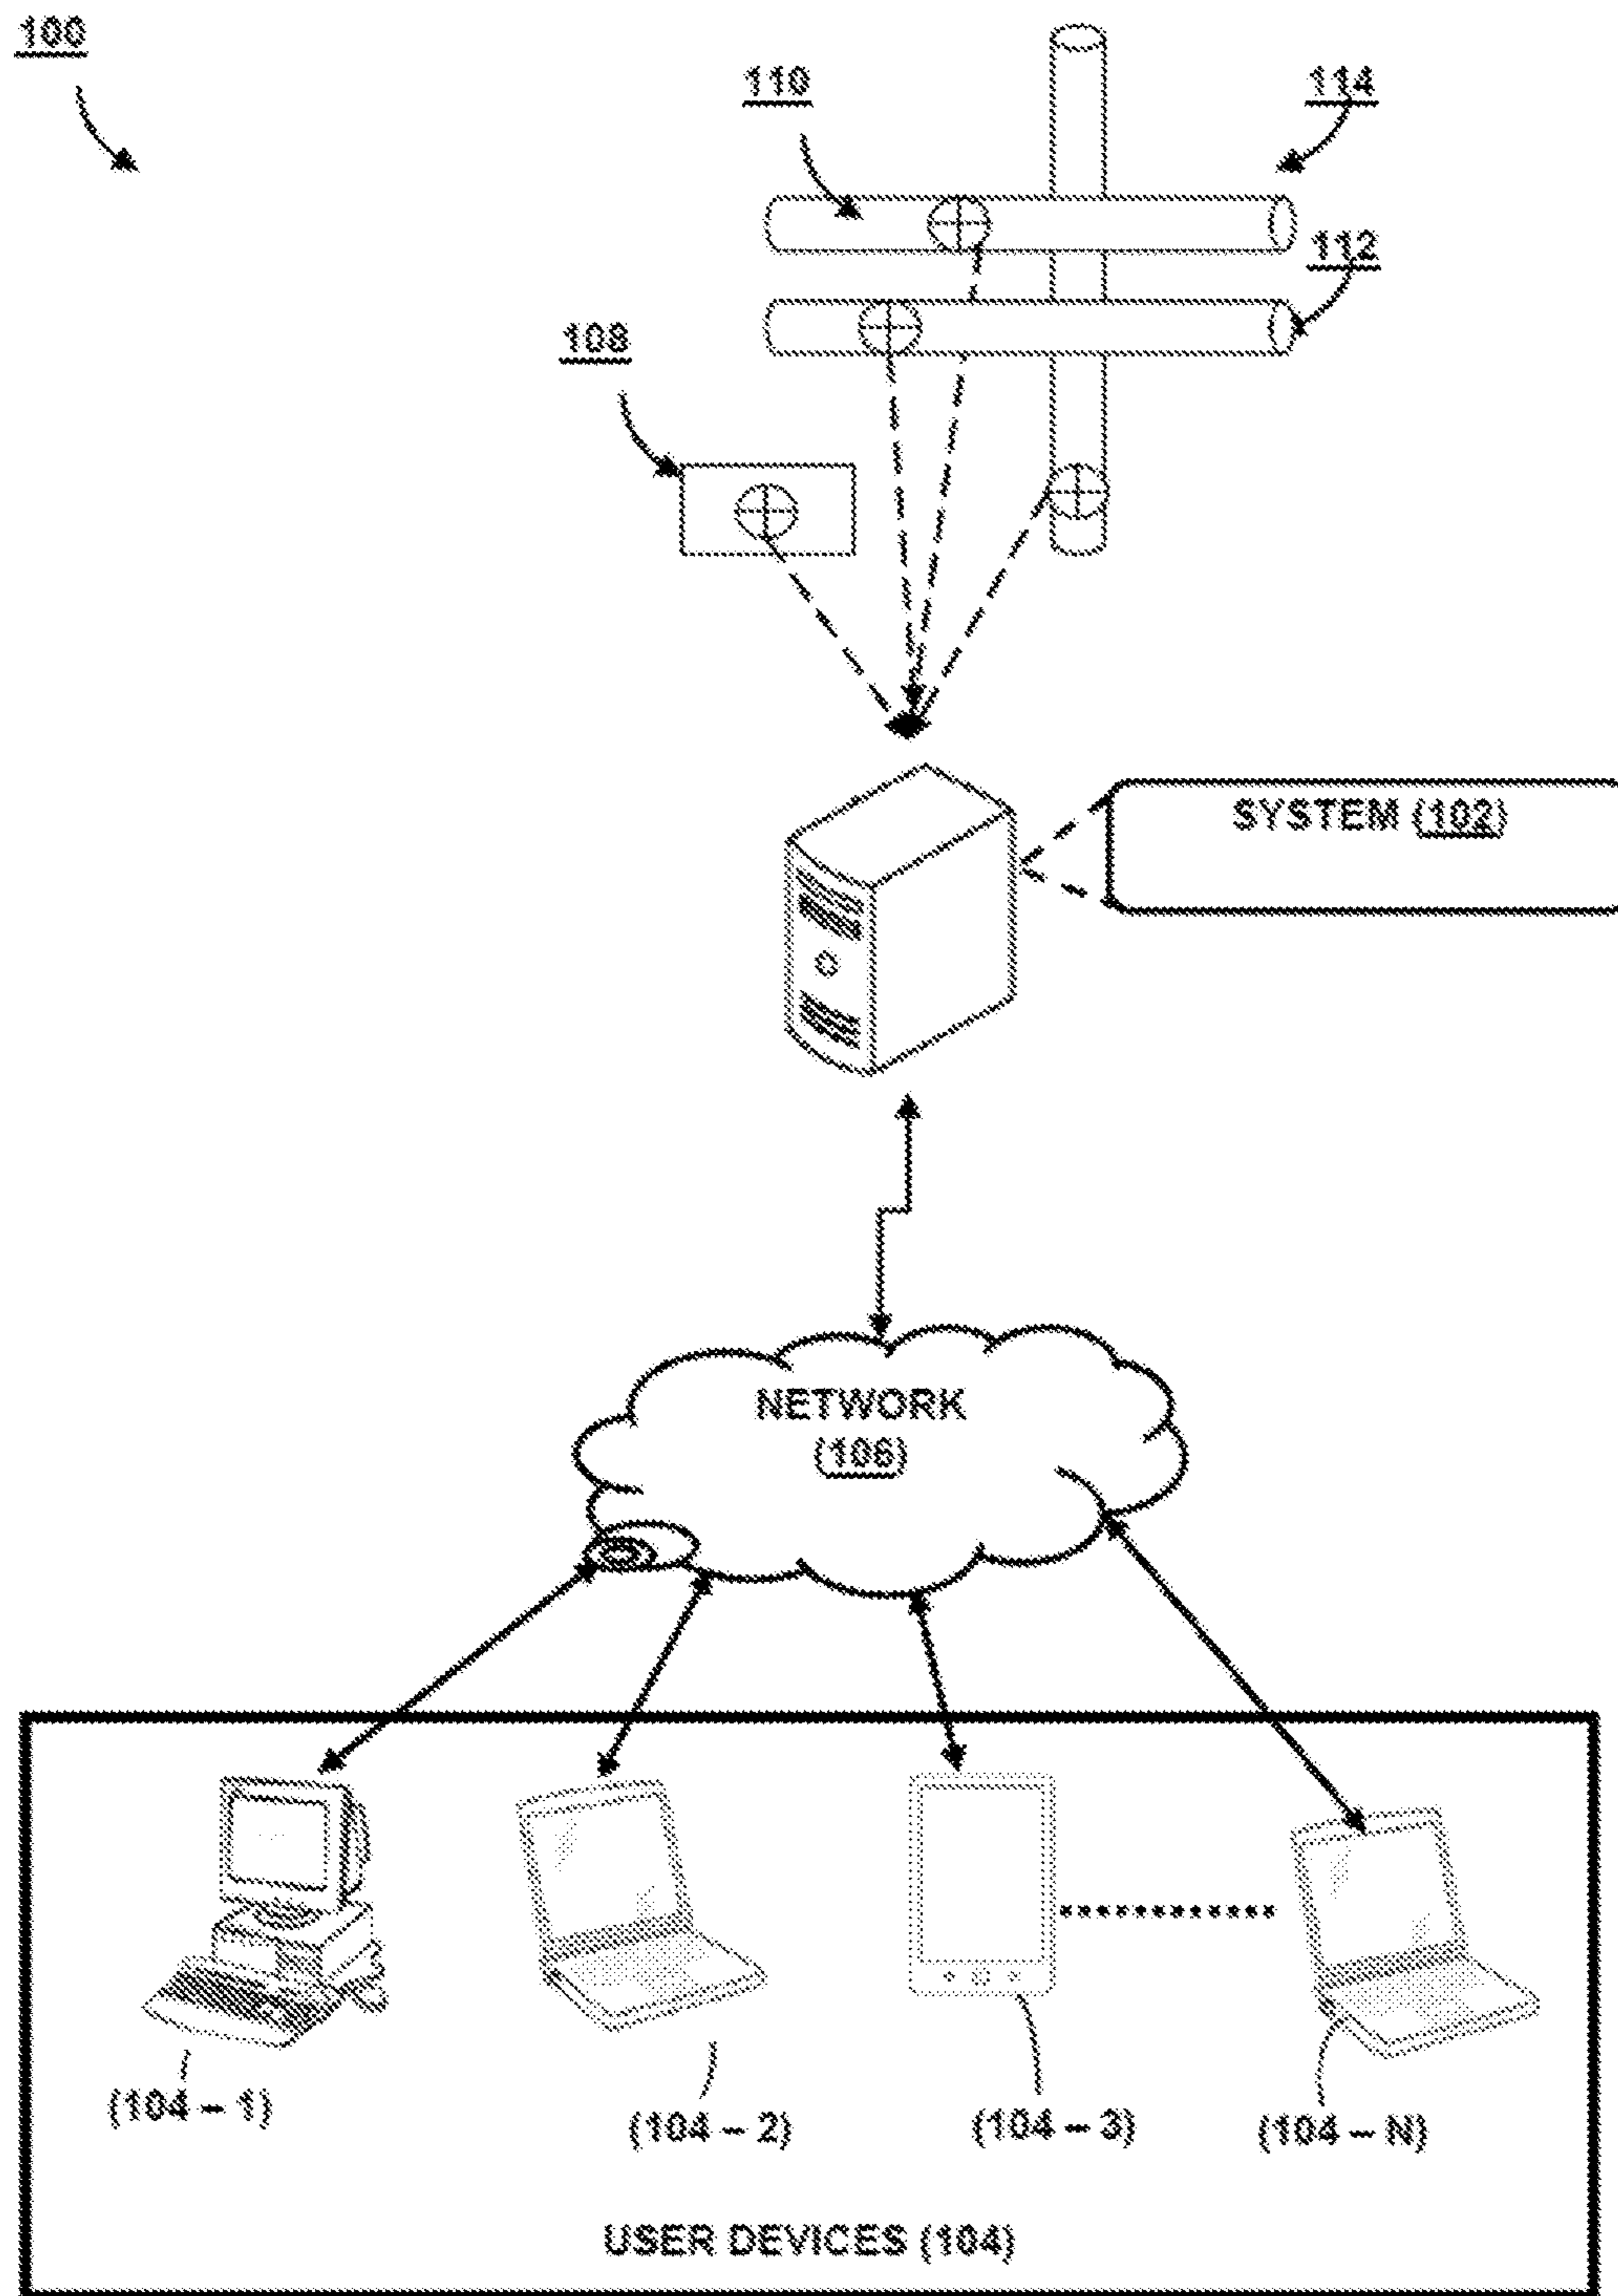 100
110
114
112
108
SYSTEM (102)
NETWORK
(106)
(104 – 1)
(104 – 2)
(104 – 3)
(104 – N)
USER DEVICES (104)